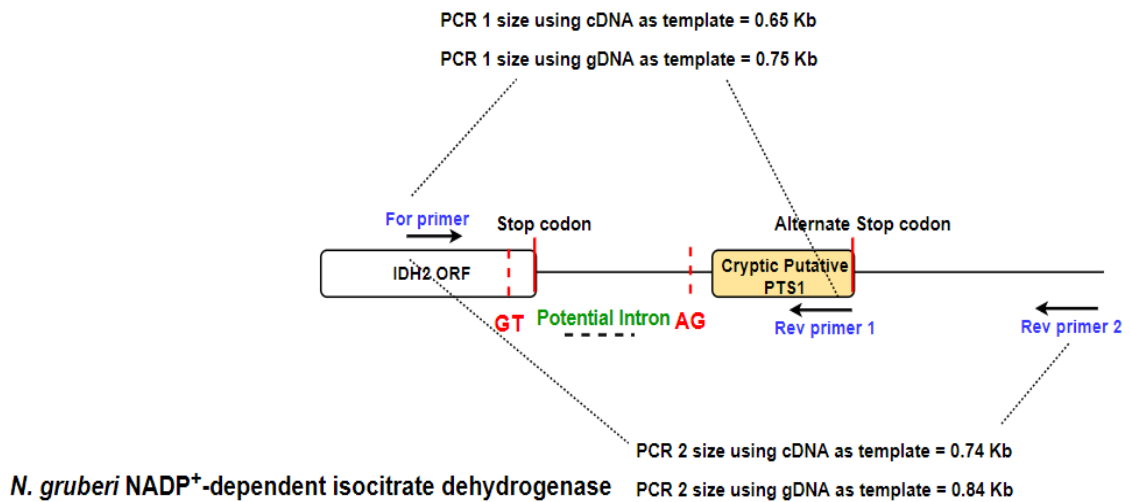 PCR 1 size using cDNA as template = 0.65 Kb
PCR 1 size using gDNA as template = 0.75 Kb
For primer
Stop codon
Alternate Stop codon
IDH2 ORF
Cryptic Putative
PTS1
GT
Potential Intron
AG
Rev primer 1
Rev primer 2
PCR 2 size using cDNA as template = 0.74 Kb
N. gruberi NADP⁺-dependent isocitrate dehydrogenase
PCR 2 size using gDNA as template = 0.84 Kb